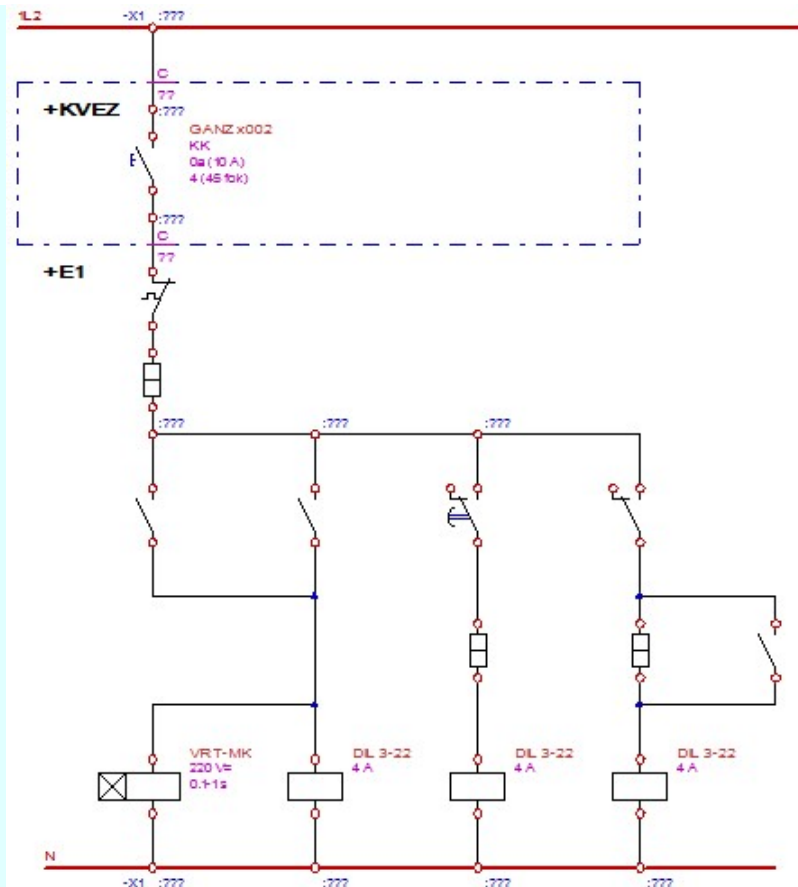 1L2
-X1 :???
C
??
+KVEZ
:???
GANZ x002
KK
0a (10 A)
4 (45 fok)
:???
C
??
+E1
:???
:???
:???
VRT-MK
220 V=
0.1-1s
DIL 3-22
4 A
DIL 3-22
4 A
DIL 3-22
4 A
N
-X1 :???
:???
:???
:???